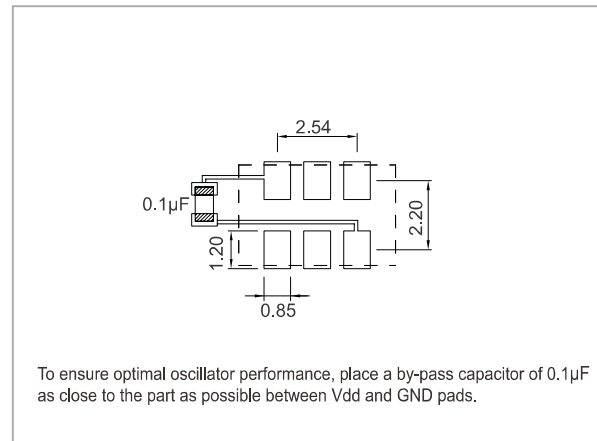 2.54
0.1µF
2.20
1.20
0.85
To ensure optimal oscillator performance, place a by-pass capacitor of 0.1µF
as close to the part as possible between Vdd and GND pads.